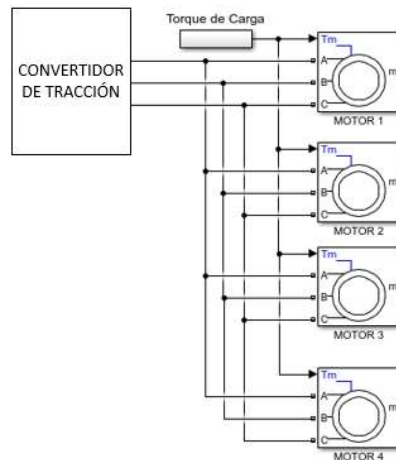 Torque de Carga
CONVERTIDOR
DE TRACCIÓN
Tm
A
B
C
m
MOTOR 1
Tm
A
B
C
m
MOTOR 2
Tm
A
B
C
m
MOTOR 3
Tm
A
B
C
m
MOTOR 4